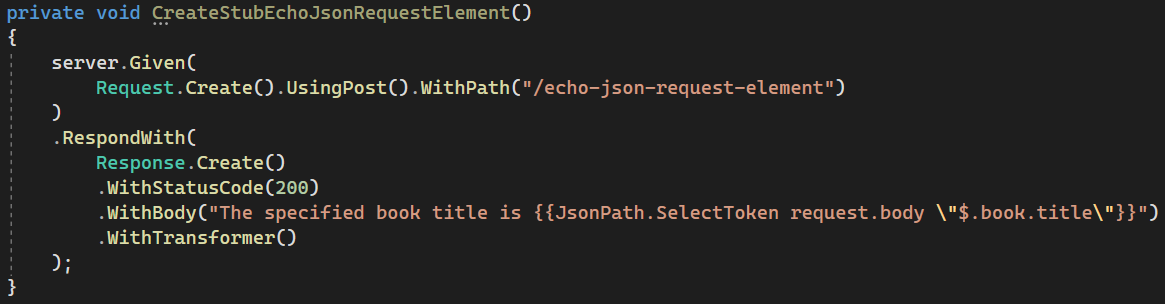 private void CreateStubEchoJsonRequestElement()
{
    server.Given(
        Request.Create().UsingPost().WithPath("/echo-json-request-element")
    )
    .RespondWith(
        Response.Create()
        .WithStatusCode(200)
        .WithBody("The specified book title is {{JsonPath.SelectToken request.body \"$.book.title\"}}")
        .WithTransformer()
    );
}